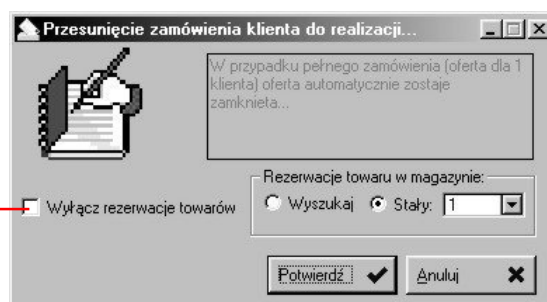 Przesunięcie zamówienia klienta do realizacji...
W przypadku pełnego zamówienia (oferta dla 1
klienta) oferta automatycznie zostaje
zamknieta...
Rezerwacje towaru w magazynie:
Wyłącz rezerwacje towarów
Wyszukaj
Stały:
1
Potwierdź
Anuluj